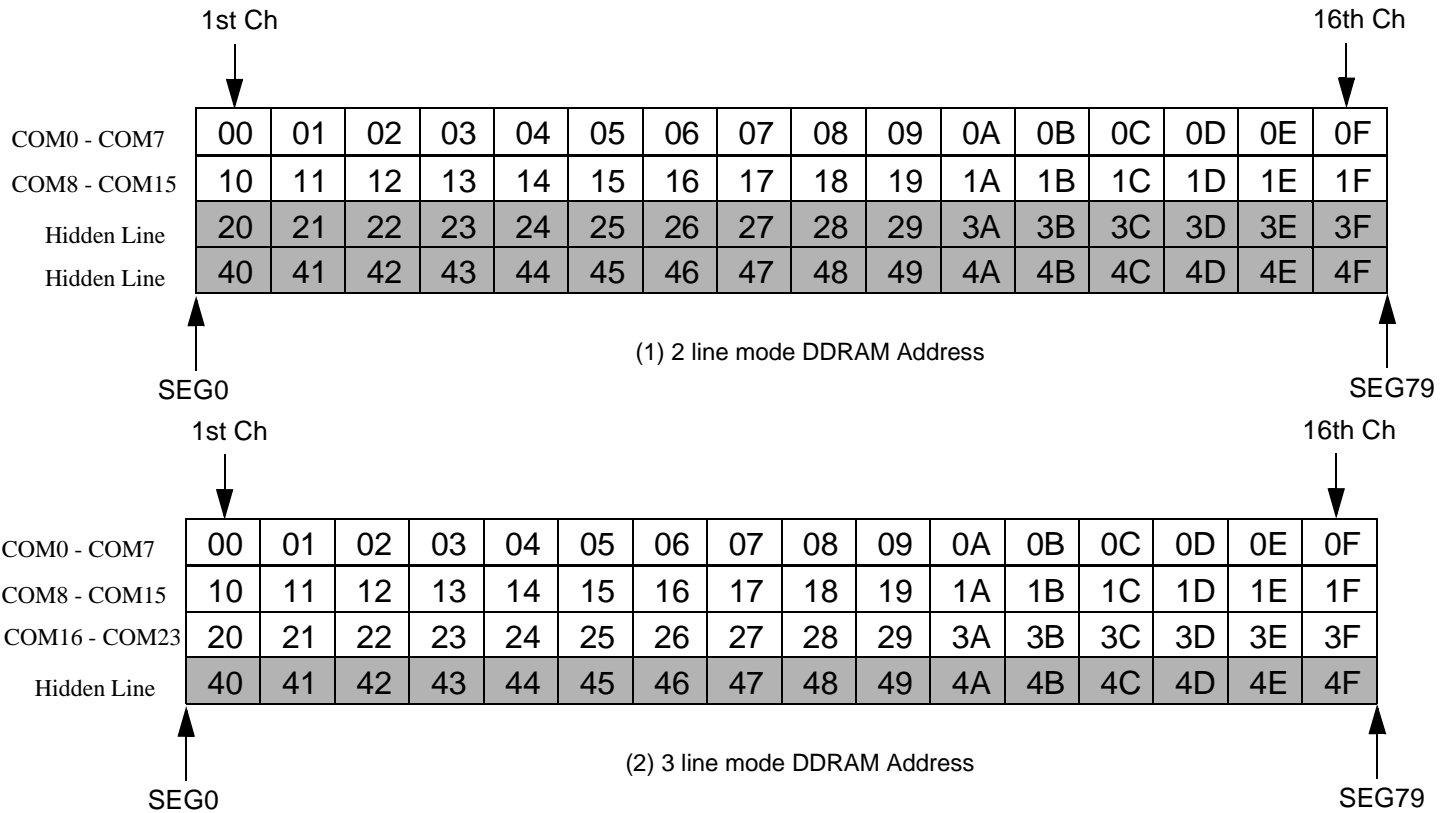 1st Ch 16th Ch
COM0 - COM7 00 01 02 03 04 05 06 07 08 09 0A 0B 0C 0D 0E 0F
COM8 - COM15 10 11 12 13 14 15 16 17 18 19 1A 1B 1C 1D 1E 1F
Hidden Line 20 21 22 23 24 25 26 27 28 29 3A 3B 3C 3D 3E 3F
Hidden Line 40 41 42 43 44 45 46 47 48 49 4A 4B 4C 4D 4E 4F
(1) 2 line mode DDRAM Address
SEG0 SEG79
1st Ch 16th Ch
COM0 - COM7 00 01 02 03 04 05 06 07 08 09 0A 0B 0C 0D 0E 0F
COM8 - COM15 10 11 12 13 14 15 16 17 18 19 1A 1B 1C 1D 1E 1F
COM16 - COM23 20 21 22 23 24 25 26 27 28 29 3A 3B 3C 3D 3E 3F
Hidden Line 40 41 42 43 44 45 46 47 48 49 4A 4B 4C 4D 4E 4F
(2) 3 line mode DDRAM Address
SEG0 SEG79